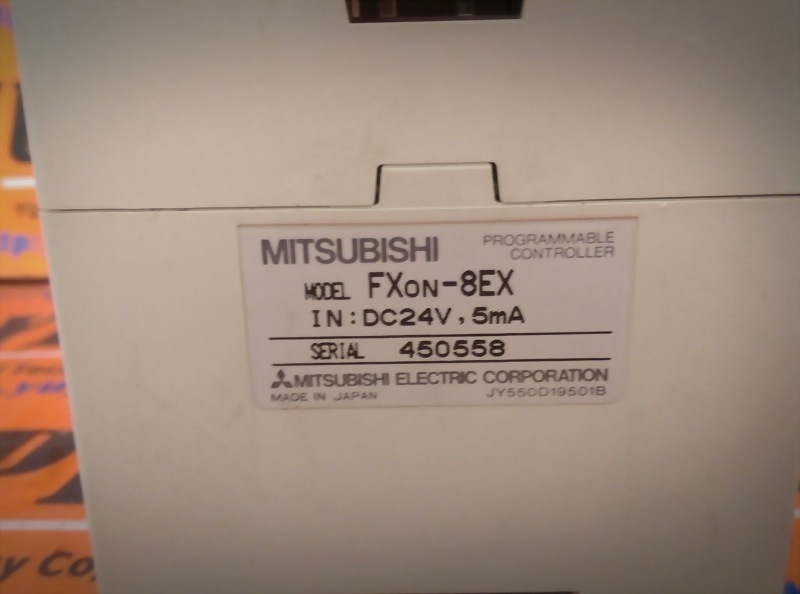 MITSUBISHI
PROGRAMMABLE
CONTROLLER
MODEL FXON-8EX
IN:DC24V, 5mA
SERIAL 450558
MITSUBISHI ELECTRIC CORPORATION
MADE IN JAPAN JY550D19501B